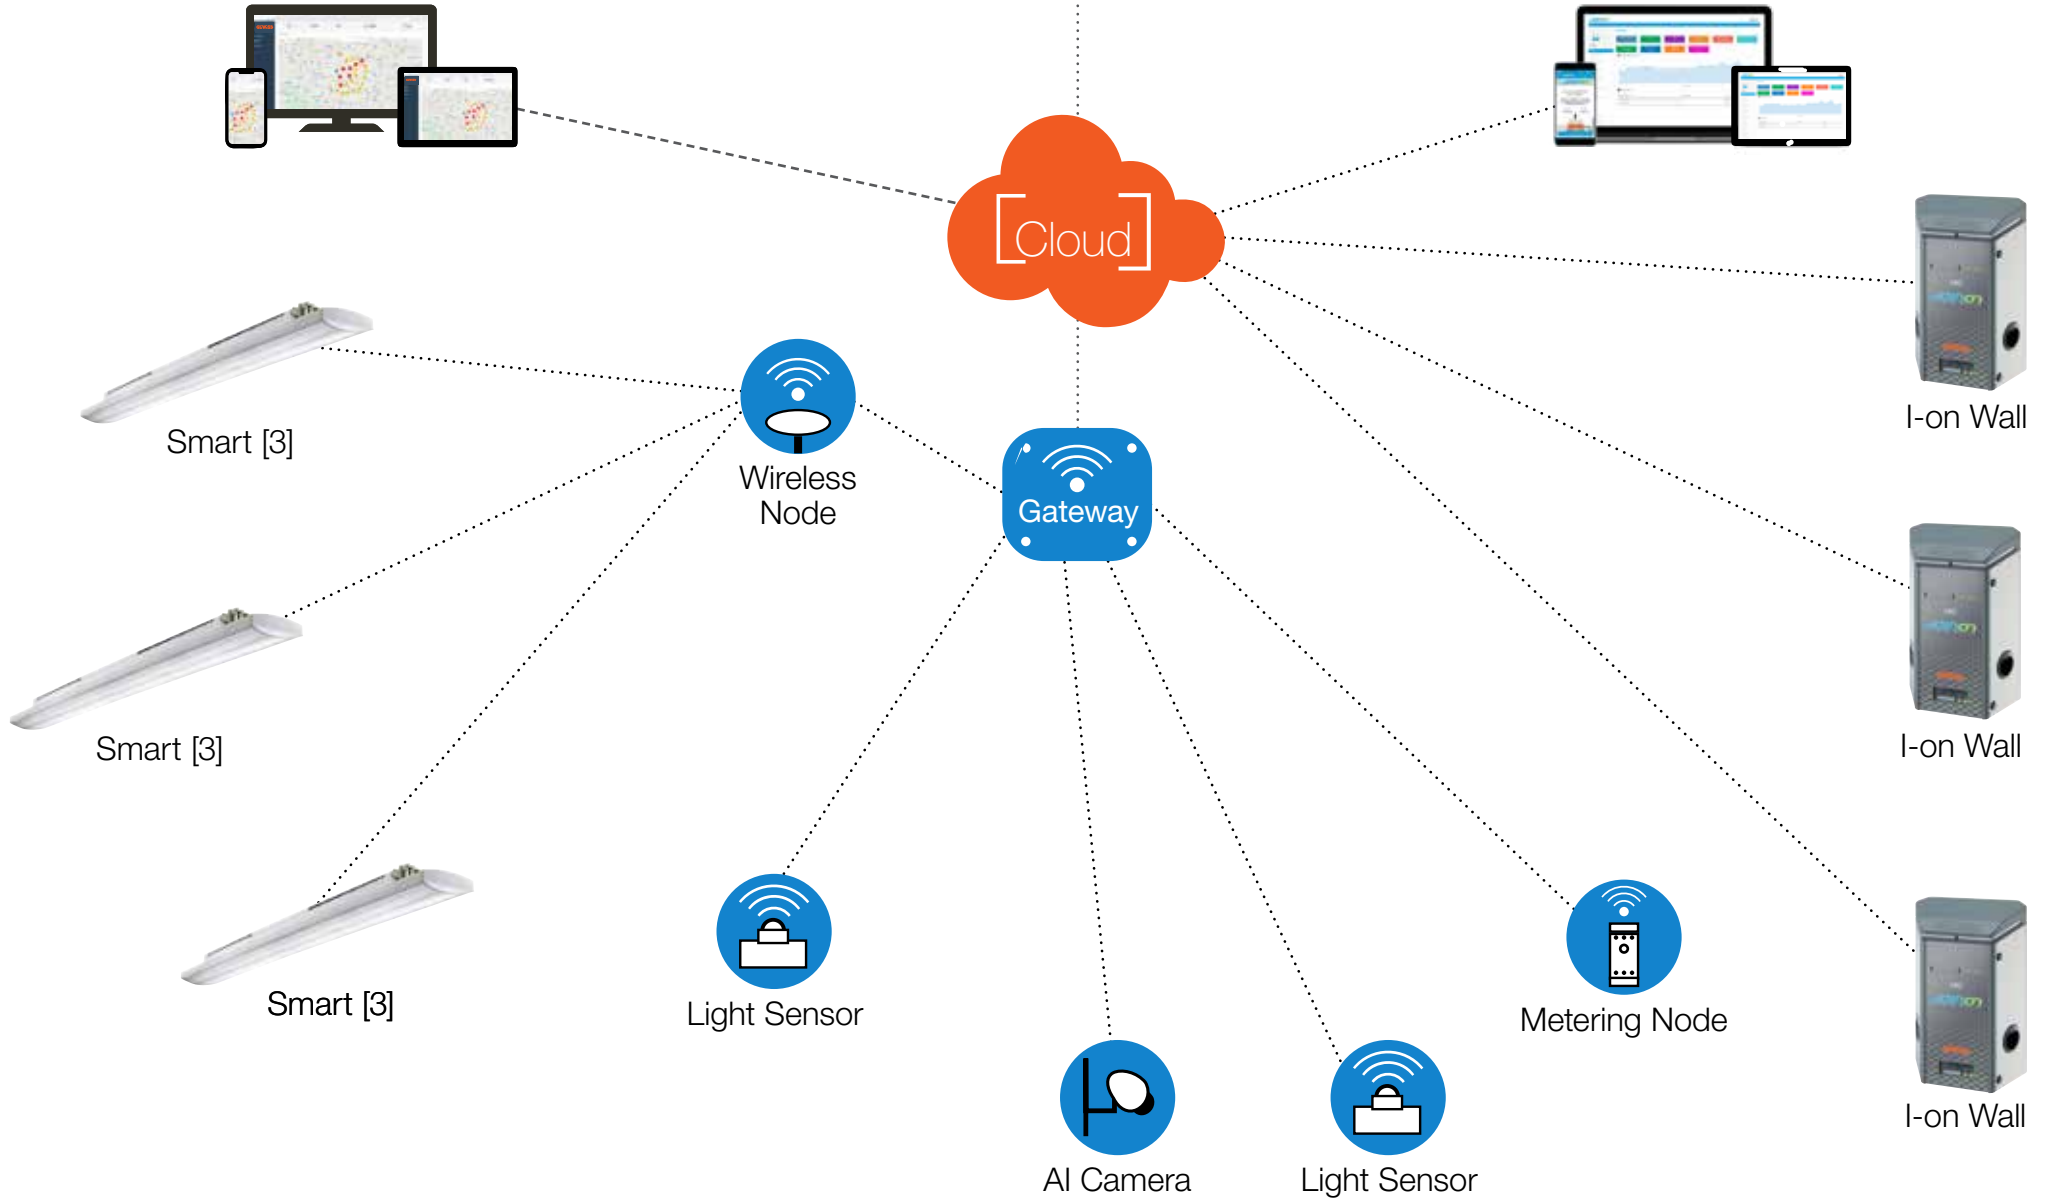 [Cloud]
I-on Wall
Smart [3]
Wireless
Node
Gateway
Smart [3]
I-on Wall
Smart [3]
Light Sensor
Metering Node
I-on Wall
AI Camera
Light Sensor